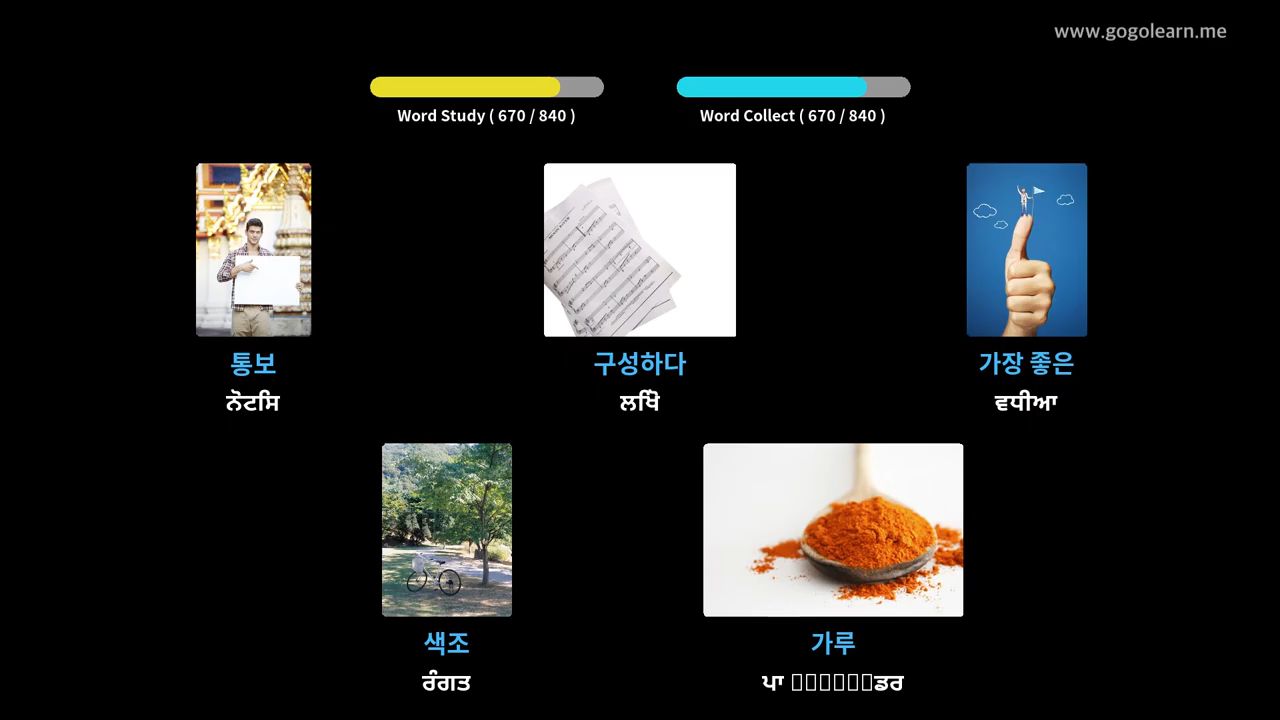 www.gogolearn.me
Word Study ( 670 / 840 )
Word Collect ( 670 / 840 )
통보
ਨੋਟਸਿ
구성하다
ਲਖਿੋ
가장 좋은
ਵਧੀਆ
색조
ਰੰਗਤ
가루
ਪਾ ਡਰ